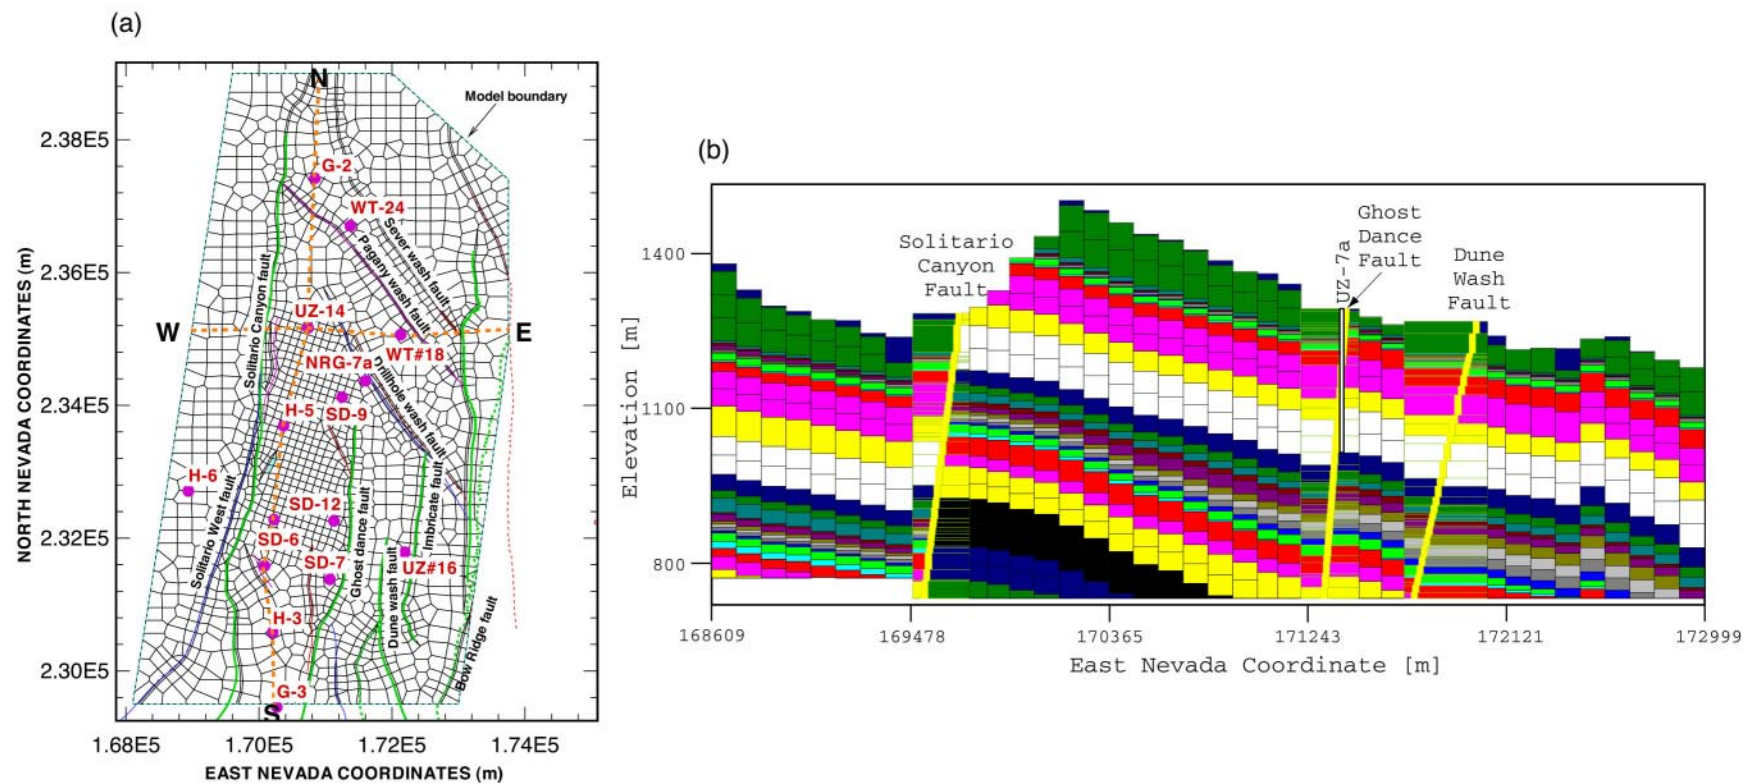 (a)
N
Model boundary
2.38E5
G-2
WT-24
Sever wash fault
Pagany wash fault
2.36E5
Solitario Canyon fault
UZ-14
W
E
WT#18
NRG-7a
Drillhole wash fault
2.34E5
H-5
SD-9
H-6
Solitario West fault
SD-12
Imbricate fault
Ghost dance fault
2.32E5
SD-6
SD-7
UZ#16
Dune wash fault
H-3
Bow Ridge fault
2.30E5
G-3
S
1.68E5 1.70E5 1.72E5 1.74E5
EAST NEVADA COORDINATES (m)
NORTH NEVADA COORDINATES (m)
(b)
1400
1100
800
Elevation [m]
Solitario
Canyon
Fault
UZ-7a
Ghost
Dance
Fault
Dune
Wash
Fault
168609 169478 170365 171243 172121 172999
East Nevada Coordinate [m]